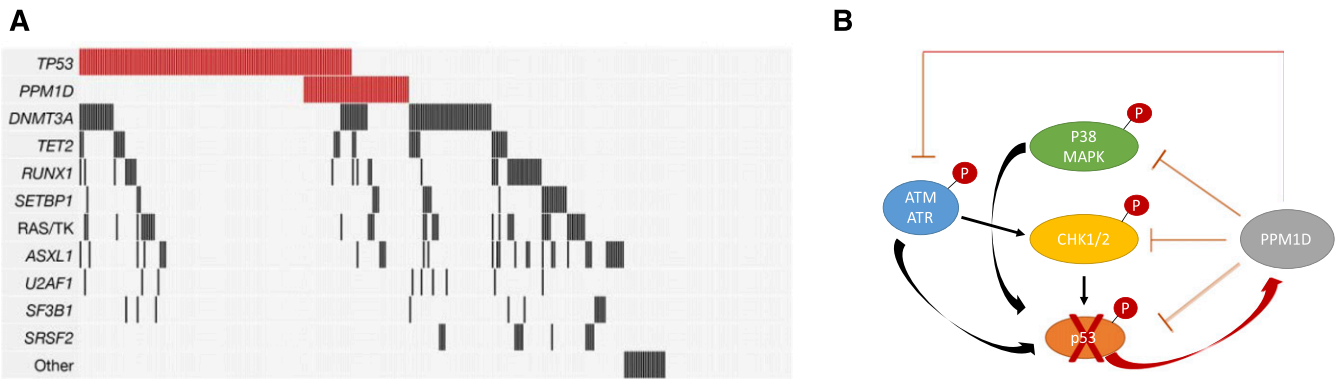 A
TP53
PPM1D
DNMT3A
TET2
RUNX1
SETBP1
RAS/TK
ASXL1
U2AF1
SF3B1
SRSF2
Other
B
P
P38
MAPK
P
ATM
ATR
P
CHK1/2
PPM1D
P
p53